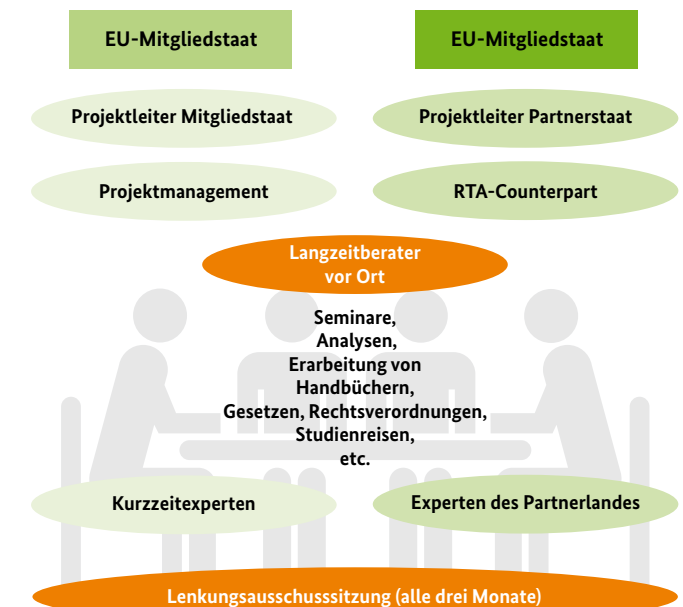 EU-Mitgliedstaat
EU-Mitgliedstaat
Projektleiter Mitgliedstaat
Projektleiter Partnerstaat
Projektmanagement
RTA-Counterpart
Langzeitberater
vor Ort
Seminare,
Analysen,
Erarbeitung von
Handbüchern,
Gesetzen, Rechtsverordnungen,
Studienreisen,
etc.
Kurzzeitexperten
Experten des Partnerlandes
Lenkungsausschusssitzung (alle drei Monate)